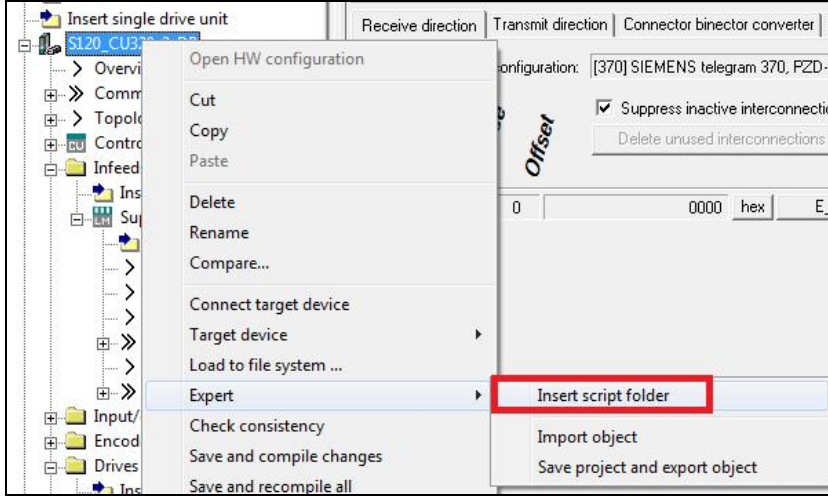 Insert single drive unit
S120_CU320_2_DP
Overvi
Comm
Topolo
Contro
Infeed
Ins
Su
Input/
Encod
Drives
Ins
Open HW configuration
Cut
Copy
Paste
Delete
Rename
Compare...
Connect target device
Target device
Load to file system ...
Expert
Check consistency
Save and compile changes
Save and recompile all
Insert script folder
Import object
Save project and export object
Receive direction
Transmit direction
Connector binector converter
onfiguration: [370] SIEMENS telegram 370, PZD-
Suppress inactive interconnecti
Delete unused interconnections
Offset
0 0000 hex E_